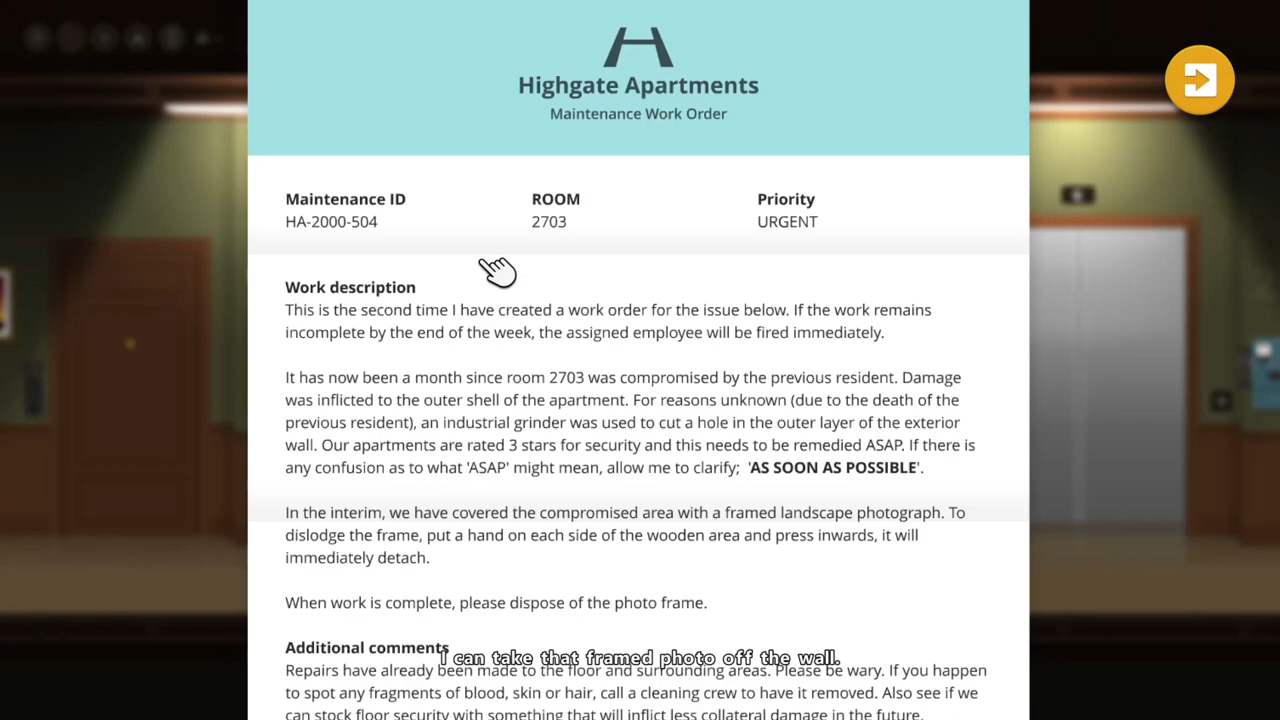 Highgate Apartments
Maintenance Work Order
Maintenance ID
ROOM
Priority
HA-2000-504
2703
URGENT
Work description
This is the second time I have created a work order for the issue below. If the work remains
incomplete by the end of the week, the assigned employee will be fired immediately.
It has now been a month since room 2703 was compromised by the previous resident. Damage
was inflicted to the outer shell of the apartment. For reasons unknown (due to the death of the
previous resident), an industrial grinder was used to cut a hole in the outer layer of the exterior
wall. Our apartments are rated 3 stars for security and this needs to be remedied ASAP. If there is
any confusion as to what 'ASAP' might mean, allow me to clarify; 'AS SOON AS POSSIBLE'.
In the interim, we have covered the compromised area with a framed landscape photograph. To
dislodge the frame, put a hand on each side of the wooden area and press inwards, it will
immediately detach.
When work is complete, please dispose of the photo frame.
Additional comments
I can take that framed photo off the wall.
Repairs have already been made to the floor and surrounding areas. Please be wary. If you happen
to spot any fragments of blood, skin or hair, call a cleaning crew to have it removed. Also see if we
can stock floor security with something that will inflict less collateral damage in the future.